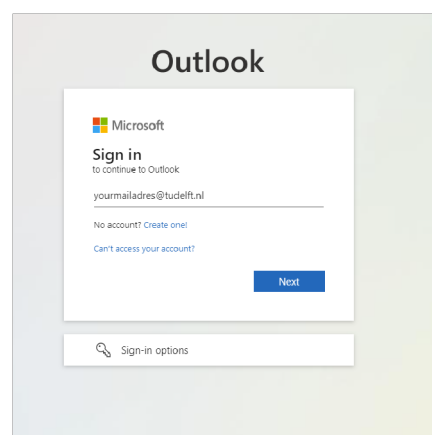 Outlook
Microsoft
Sign in
to continue to Outlook
yourmailadres@tudelft.nl
No account? Create one!
Can't access your account?
Next
Sign-in options